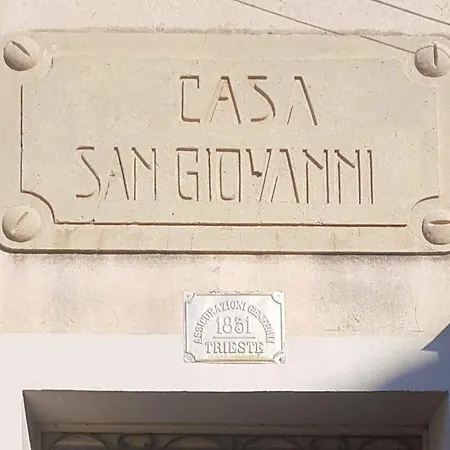 CASA
SAN GIOVANNI
ASSICURAZIONI GENERALI
1831
TRIESTE